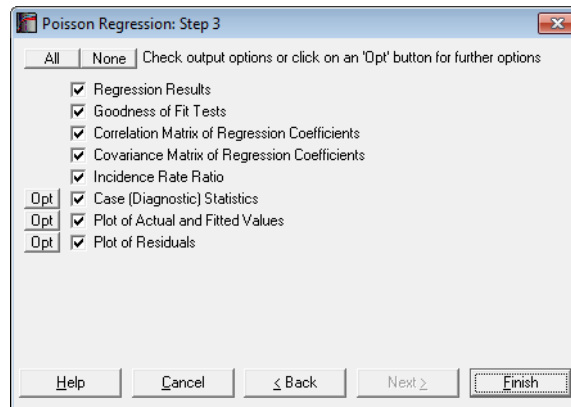 Poisson Regression: Step 3
All None Check output options or click on an 'Opt' button for further options
Regression Results
Goodness of Fit Tests
Correlation Matrix of Regression Coefficients
Covariance Matrix of Regression Coefficients
Incidence Rate Ratio
Opt Case (Diagnostic) Statistics
Opt Plot of Actual and Fitted Values
Opt Plot of Residuals
Help Cancel < Back Next > Finish